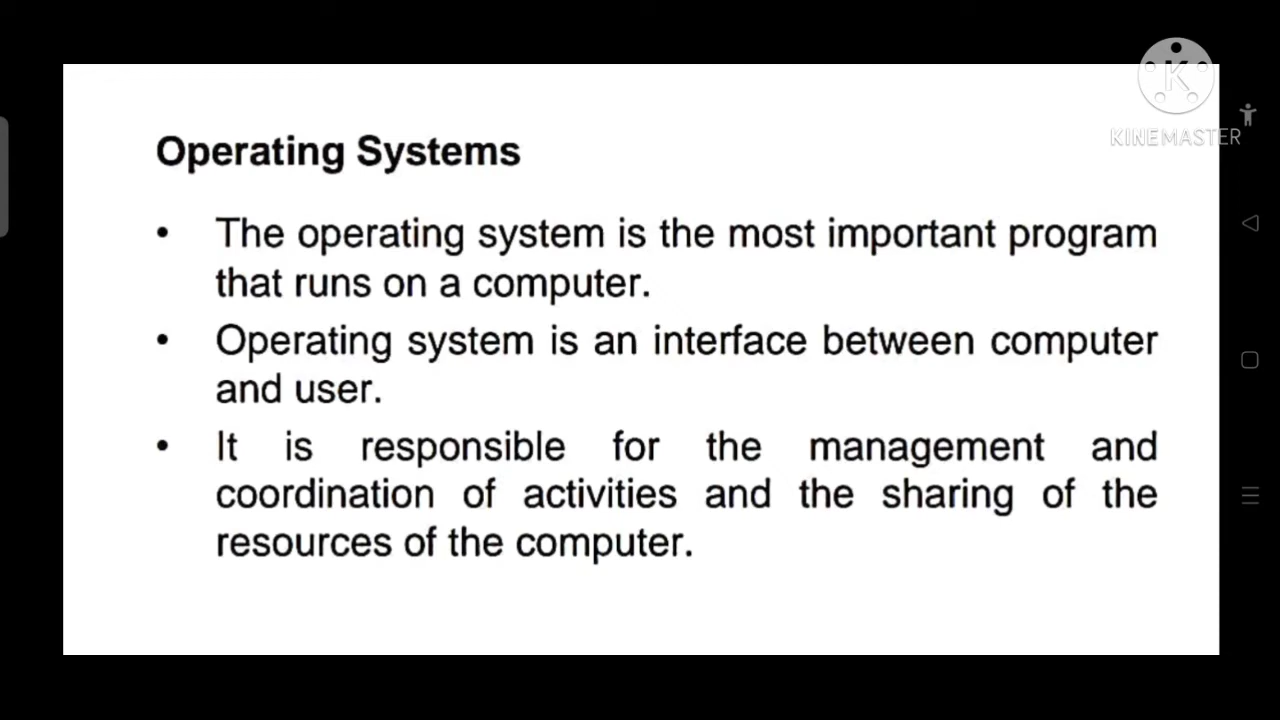 KINEMASTER
Operating Systems
• The operating system is the most important program
that runs on a computer.
• Operating system is an interface between computer
and user.
• It is responsible for the management and
coordination of activities and the sharing of the
resources of the computer.